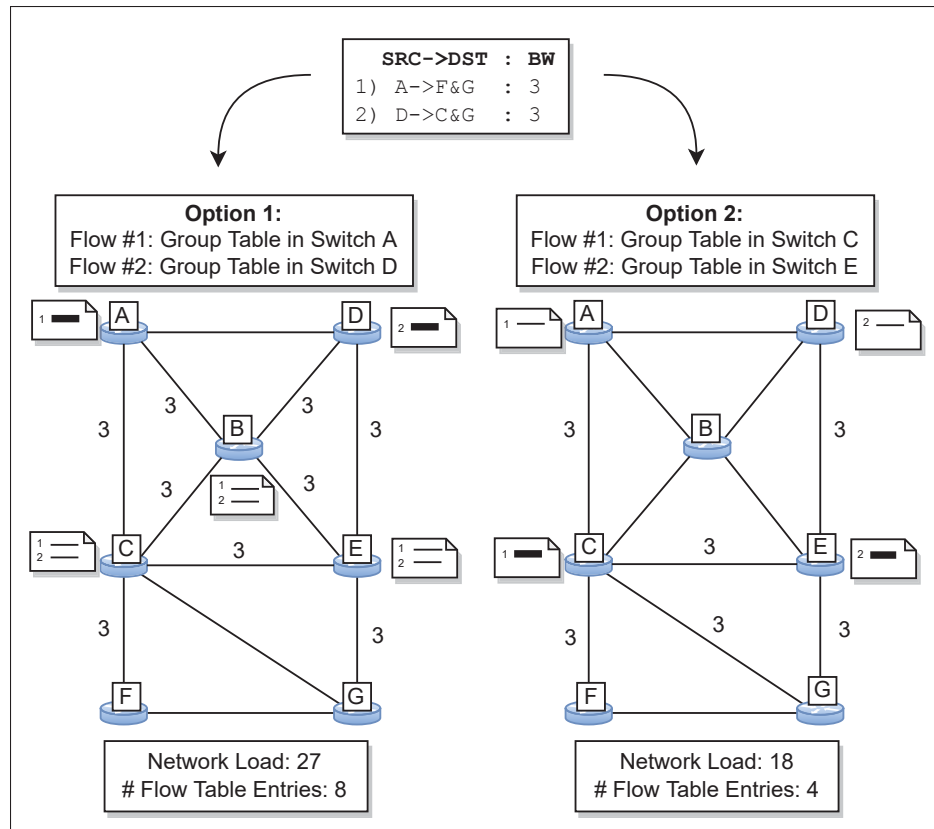 SRC->DST : BW
1) A->F&G : 3
2) D->C&G : 3
Option 1:
Flow #1: Group Table in Switch A
Flow #2: Group Table in Switch D
Option 2:
Flow #1: Group Table in Switch C
Flow #2: Group Table in Switch E
1
A
D
2
3
3
3
3
B
3
3
1
2
1
2
C
3
E
1
2
3
3
F
G
Network Load: 27
# Flow Table Entries: 8
1
A
D
2
3
3
B
1
C
3
E
2
3
3
3
F
G
Network Load: 18
# Flow Table Entries: 4